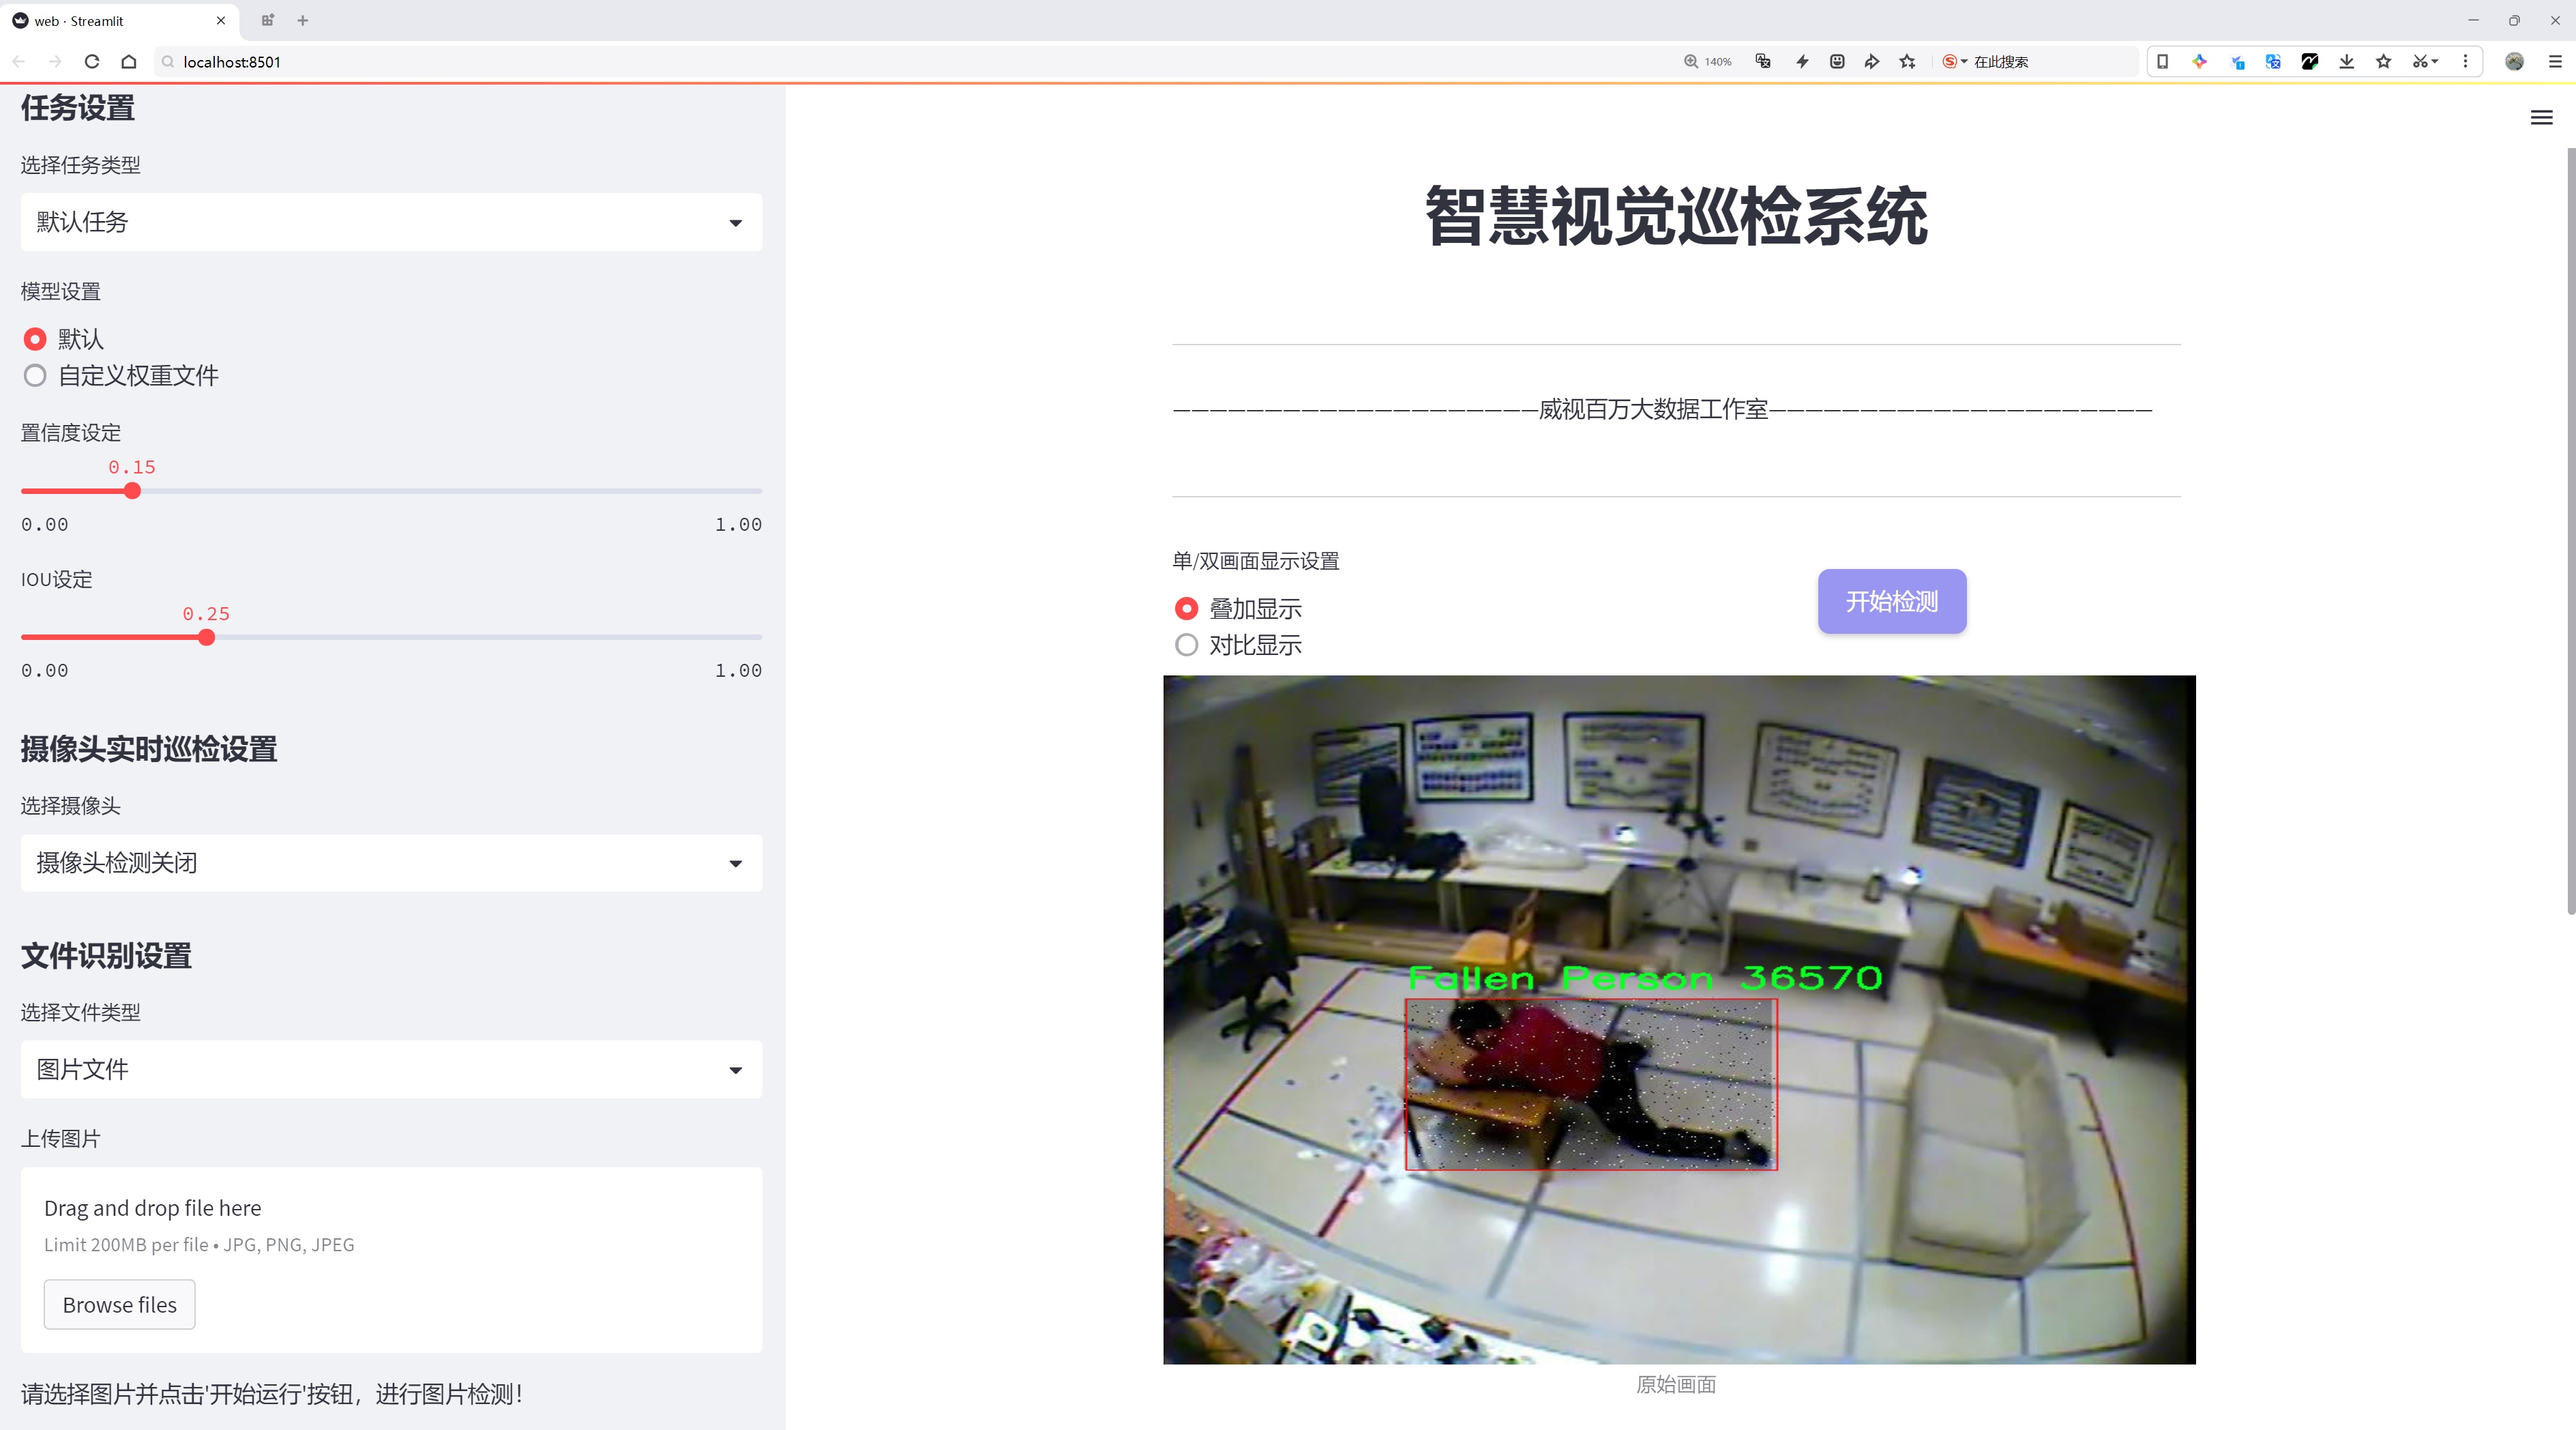 web · Streamlit
localhost:8501
140%
在此搜索
任务设置
选择任务类型
默认任务
模型设置
默认
自定义权重文件
置信度设定
0.15
0.00
1.00
IOU设定
0.25
0.00
1.00
摄像头实时巡检设置
选择摄像头
摄像头检测关闭
文件识别设置
选择文件类型
图片文件
上传图片
Drag and drop file here
Limit 200MB per file • JPG, PNG, JPEG
Browse files
请选择图片并点击'开始运行'按钮，进行图片检测！
智慧视觉巡检系统
————————————————————威视百万大数据工作室—————————————————————
单/双画面显示设置
叠加显示
对比显示
开始检测
Fallen Person 36570
原始画面